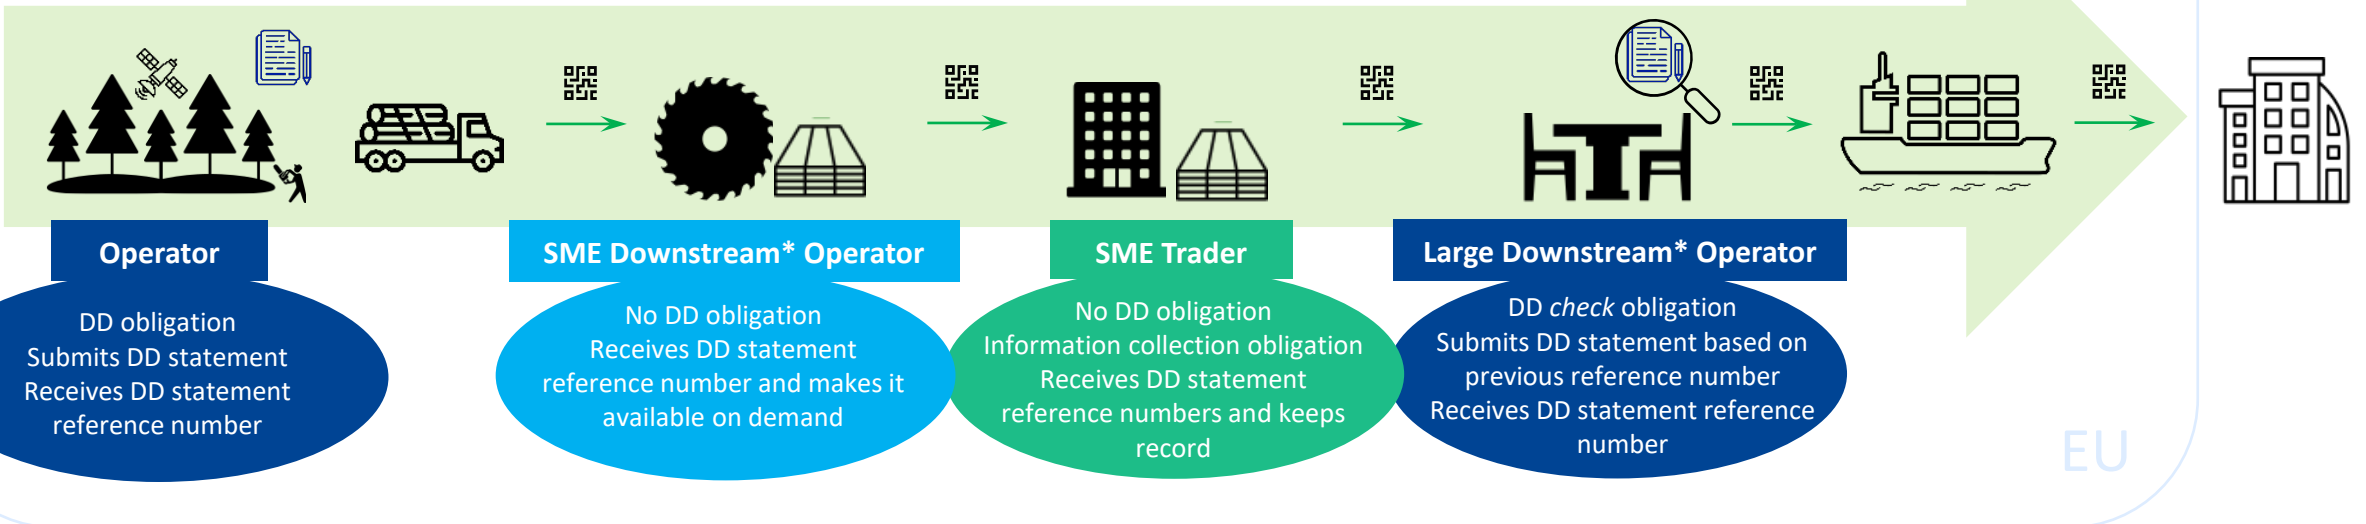 Operator
DD obligation
Submits DD statement
Receives DD statement
reference number
SME Downstream* Operator
No DD obligation
Receives DD statement
reference number and makes it
available on demand
SME Trader
No DD obligation
Information collection obligation
Receives DD statement
reference numbers and keeps
record
Large Downstream* Operator
DD check obligation
Submits DD statement based on
previous reference number
Receives DD statement reference
number
EU